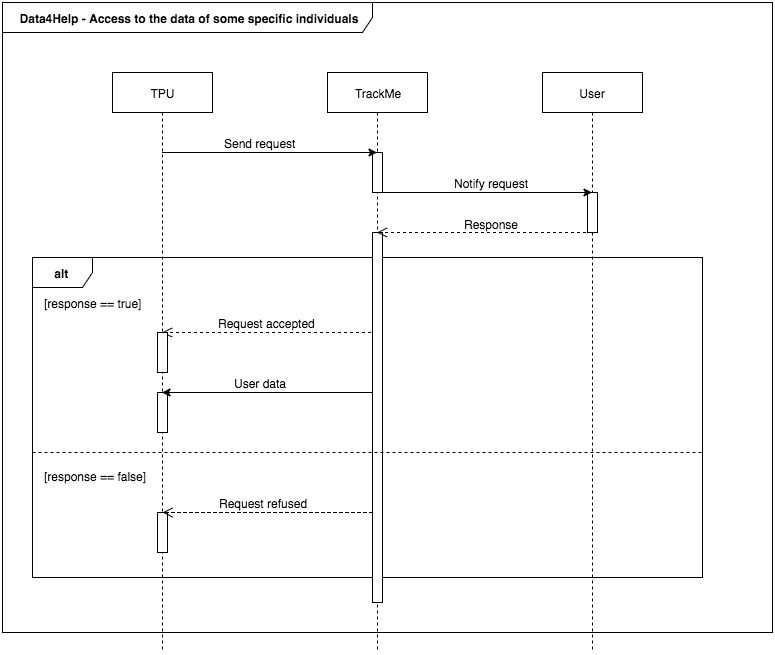 Data4Help - Access to the data of some specific individuals
TPU
TrackMe
User
Send request
Notify request
Response
alt
[response == true]
Request accepted
User data
[response == false]
Request refused